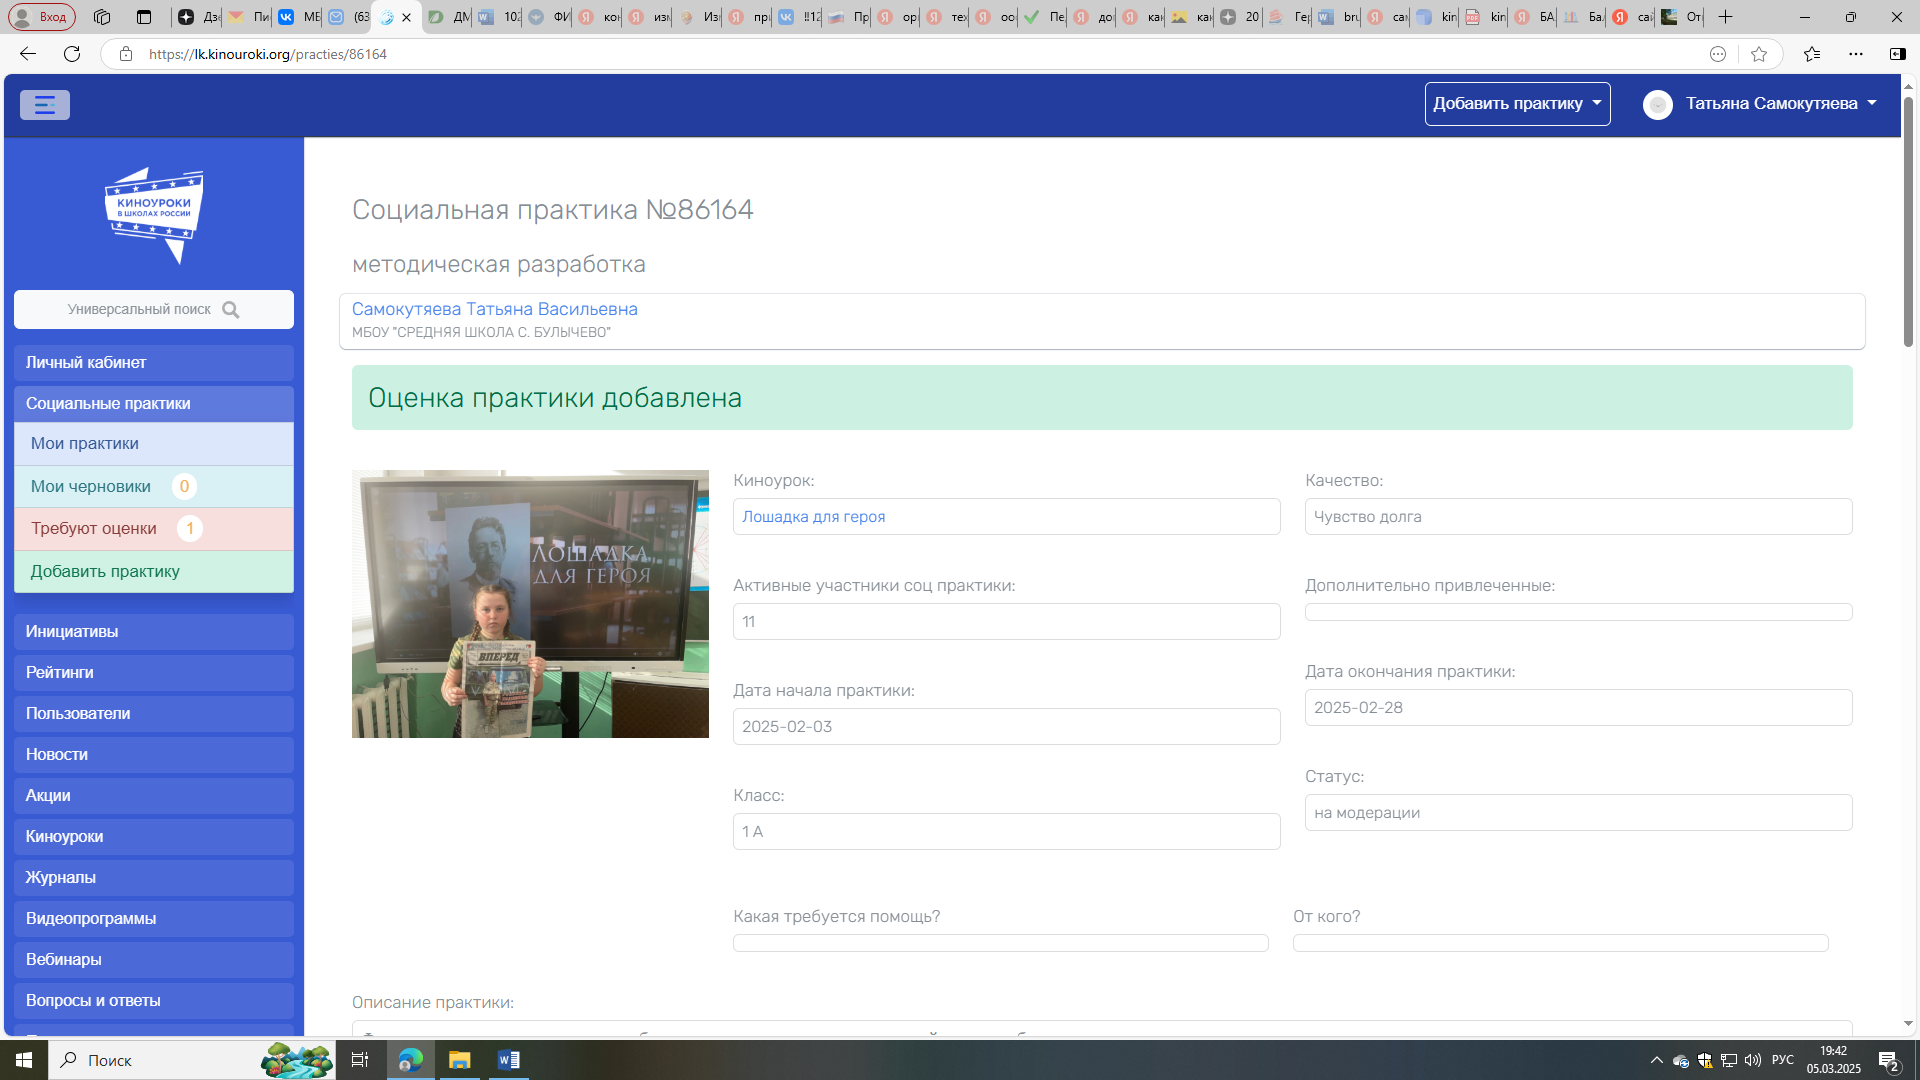 Вход
https://lk.kinouroki.org/practies/86164
Добавить практику
Татьяна Самокутяева
КИНОУРОКИ
В ШКОЛАХ РОССИИ
Универсальный поиск
Личный кабинет
Социальные практики
Мои практики
Мои черновики 0
Требуют оценки 1
Добавить практику
Инициативы
Рейтинги
Пользователи
Новости
Акции
Киноуроки
Журналы
Видеопрограммы
Вебинары
Вопросы и ответы
Социальная практика №86164
методическая разработка
Самокутяева Татьяна Васильевна
МБОУ "СРЕДНЯЯ ШКОЛА С. БУЛЫЧЕВО"
Оценка практики добавлена
ЛОШАДКА
ДЛЯ ГЕРОЯ
ВПЕРЕД
Киноурок:
Лошадка для героя
Качество:
Чувство долга
Активные участники соц практики:
11
Дополнительно привлеченные:
Дата начала практики:
2025-02-03
Дата окончания практики:
2025-02-28
Класс:
1 А
Статус:
на модерации
Какая требуется помощь?
От кого?
Описание практики:
Поиск
РУС
19:42
05.03.2025
2